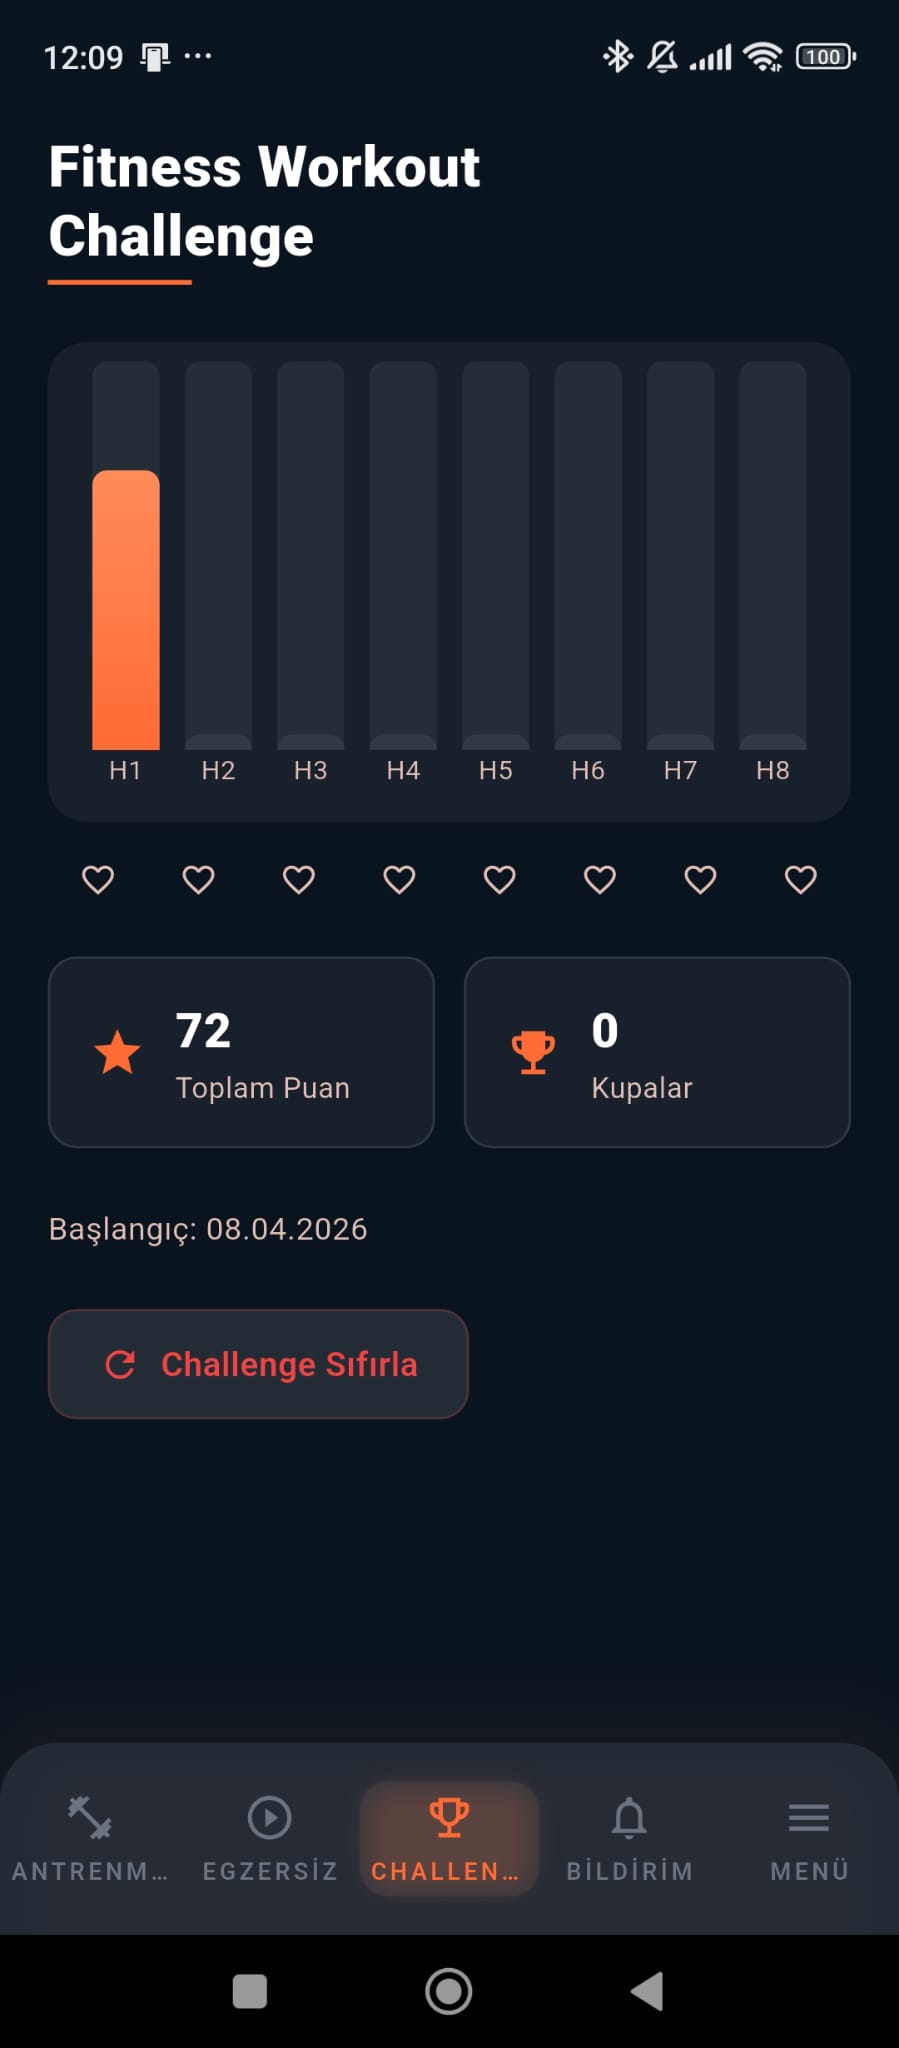 12:09
100
Fitness Workout
Challenge
H1 H2 H3 H4 H5 H6 H7 H8
72
Toplam Puan
0
Kupalar
Başlangıç: 08.04.2026
Challenge Sıfırla
ANTRENM... EGZERSİZ CHALLEN... BİLDİRİM MENÜ